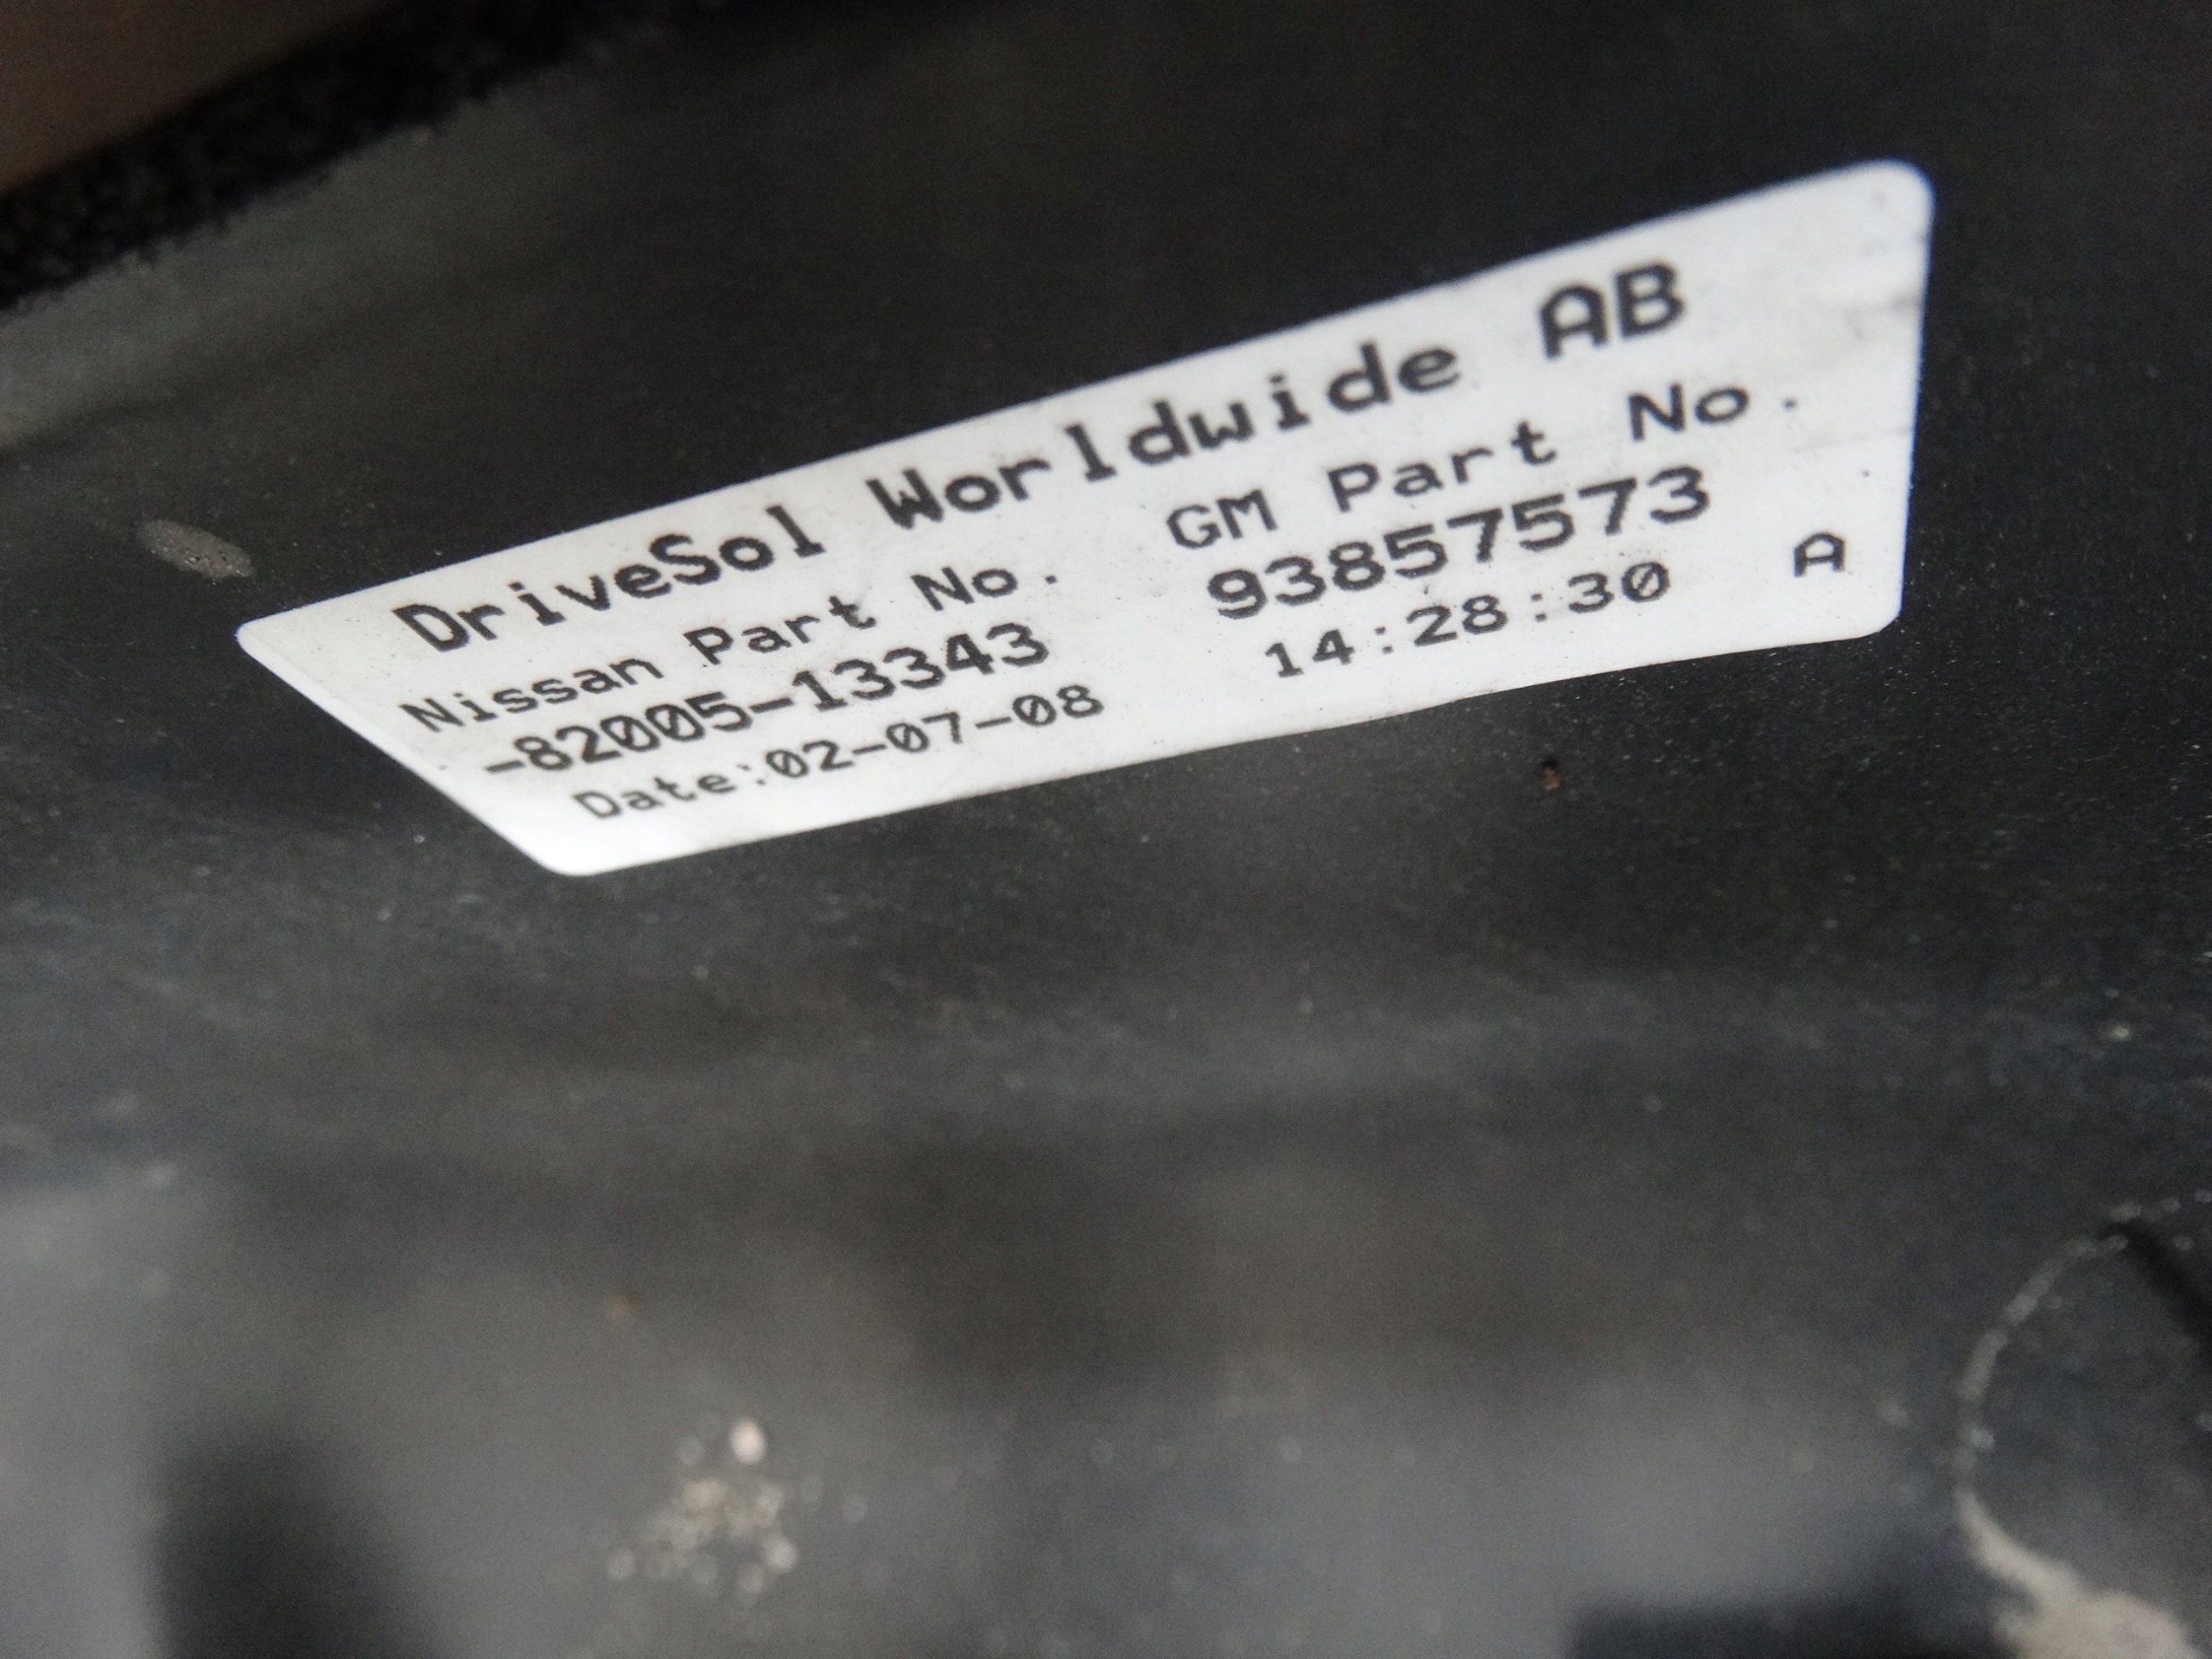 DriveSol Worldwide AB
Nissan Part No. GM Part No.
-82005-13343 93857573
Date:02-07-08 14:28:30 A